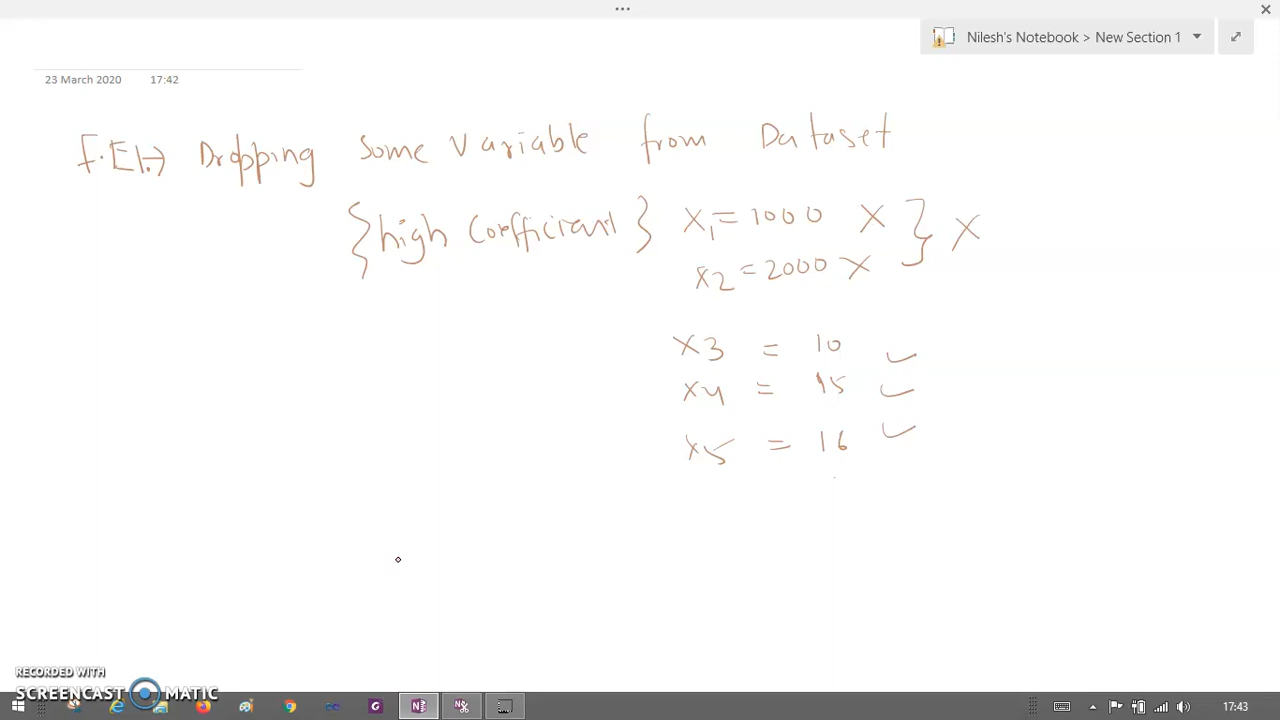 Nilesh's Notebook > New Section 1
23 March 2020 17:42
F.E!:→ Dropping Some Variable from Dataset
{high Coefficient} X1=1000 X } X
X2=2000 X
X3 = 10 ✓
X4 = 15 ✓
X5 = 16 ✓
RECORDED WITH
SCREENCAST MATIC
17:43